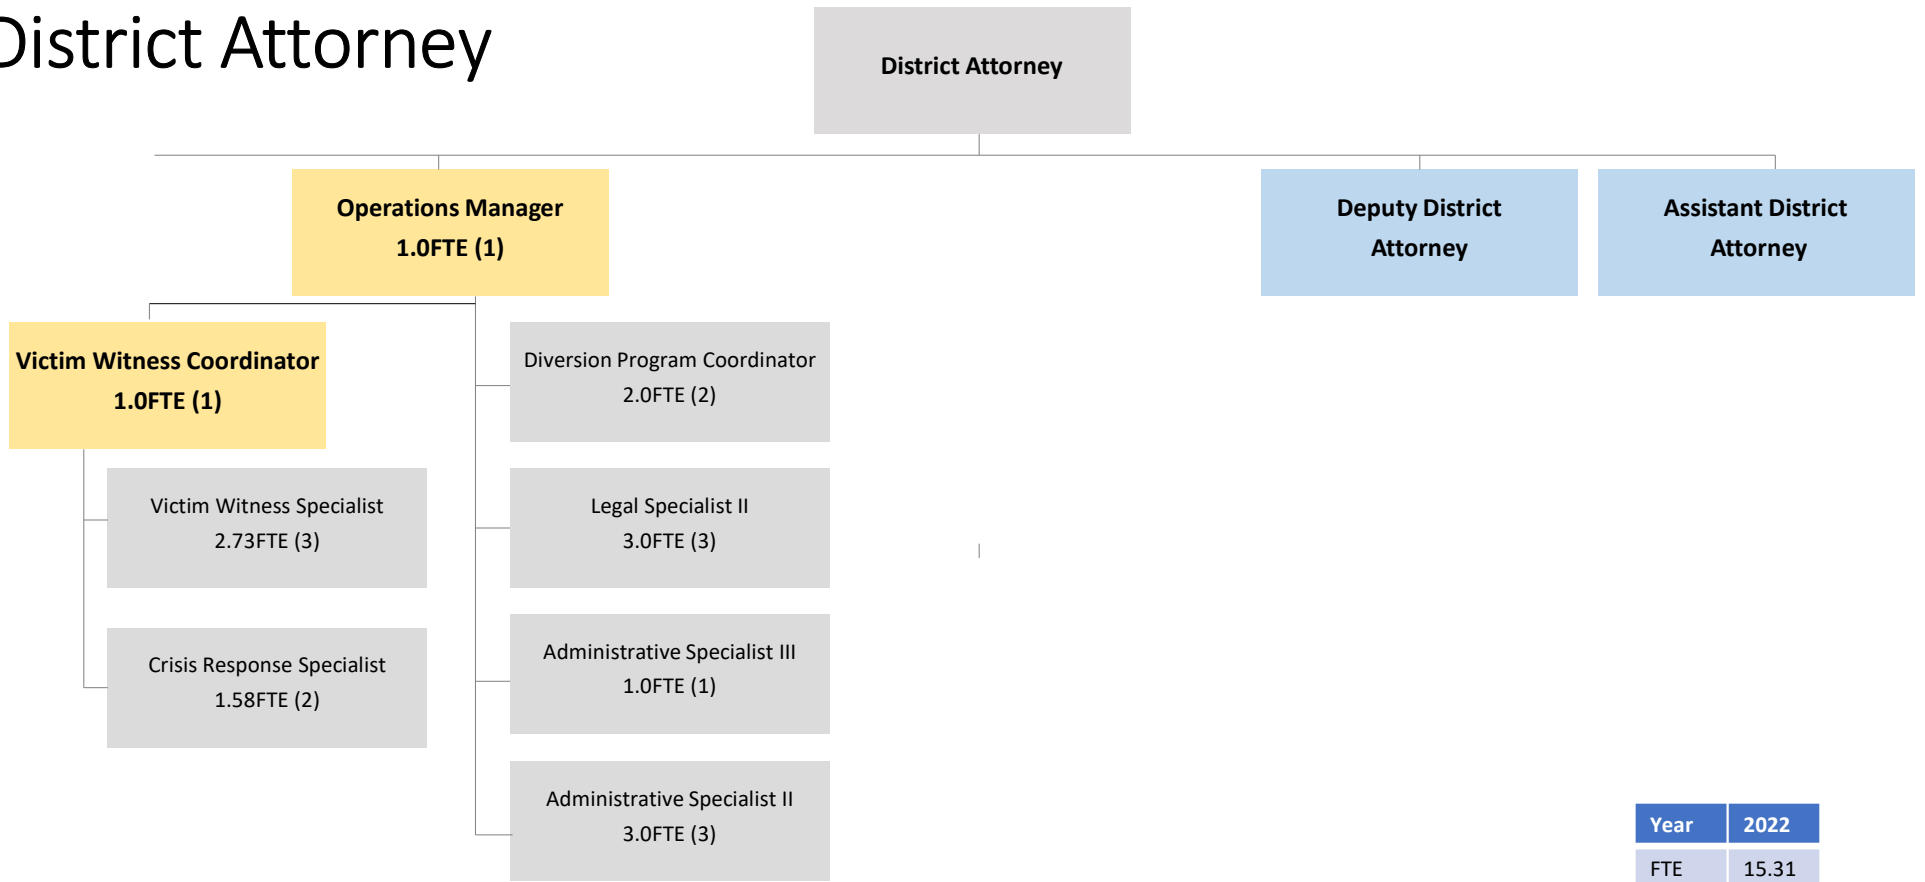 District Attorney
District Attorney
Operations Manager
1.0FTE (1)
Deputy District
Attorney
Assistant District
Attorney
Victim Witness Coordinator
1.0FTE (1)
Victim Witness Specialist
2.73FTE (3)
Crisis Response Specialist
1.58FTE (2)
Diversion Program Coordinator
2.0FTE (2)
Legal Specialist II
3.0FTE (3)
Administrative Specialist III
1.0FTE (1)
Administrative Specialist II
3.0FTE (3)
Year 2022
FTE 15.31